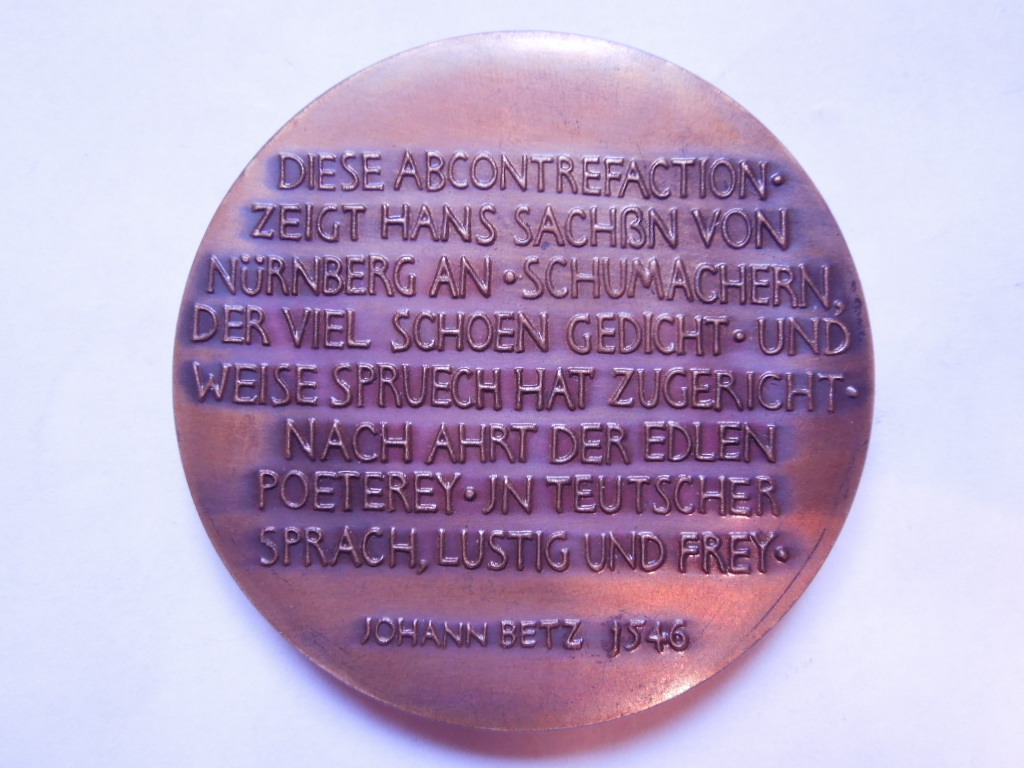 DIESE ABCONTREFACTION·
ZEIGT HANS SACHßN VON
NÜRNBERG AN·SCHUMACHERN,
DER VIEL SCHOEN GEDICHT·UND
WEISE SPRUECH HAT ZUGERICHT·
NACH AHRT DER EDLEN
POETEREY·JN TEUTSCHER
SPRACH, LUSTIG UND FREY·
JOHANN BETZ 1546